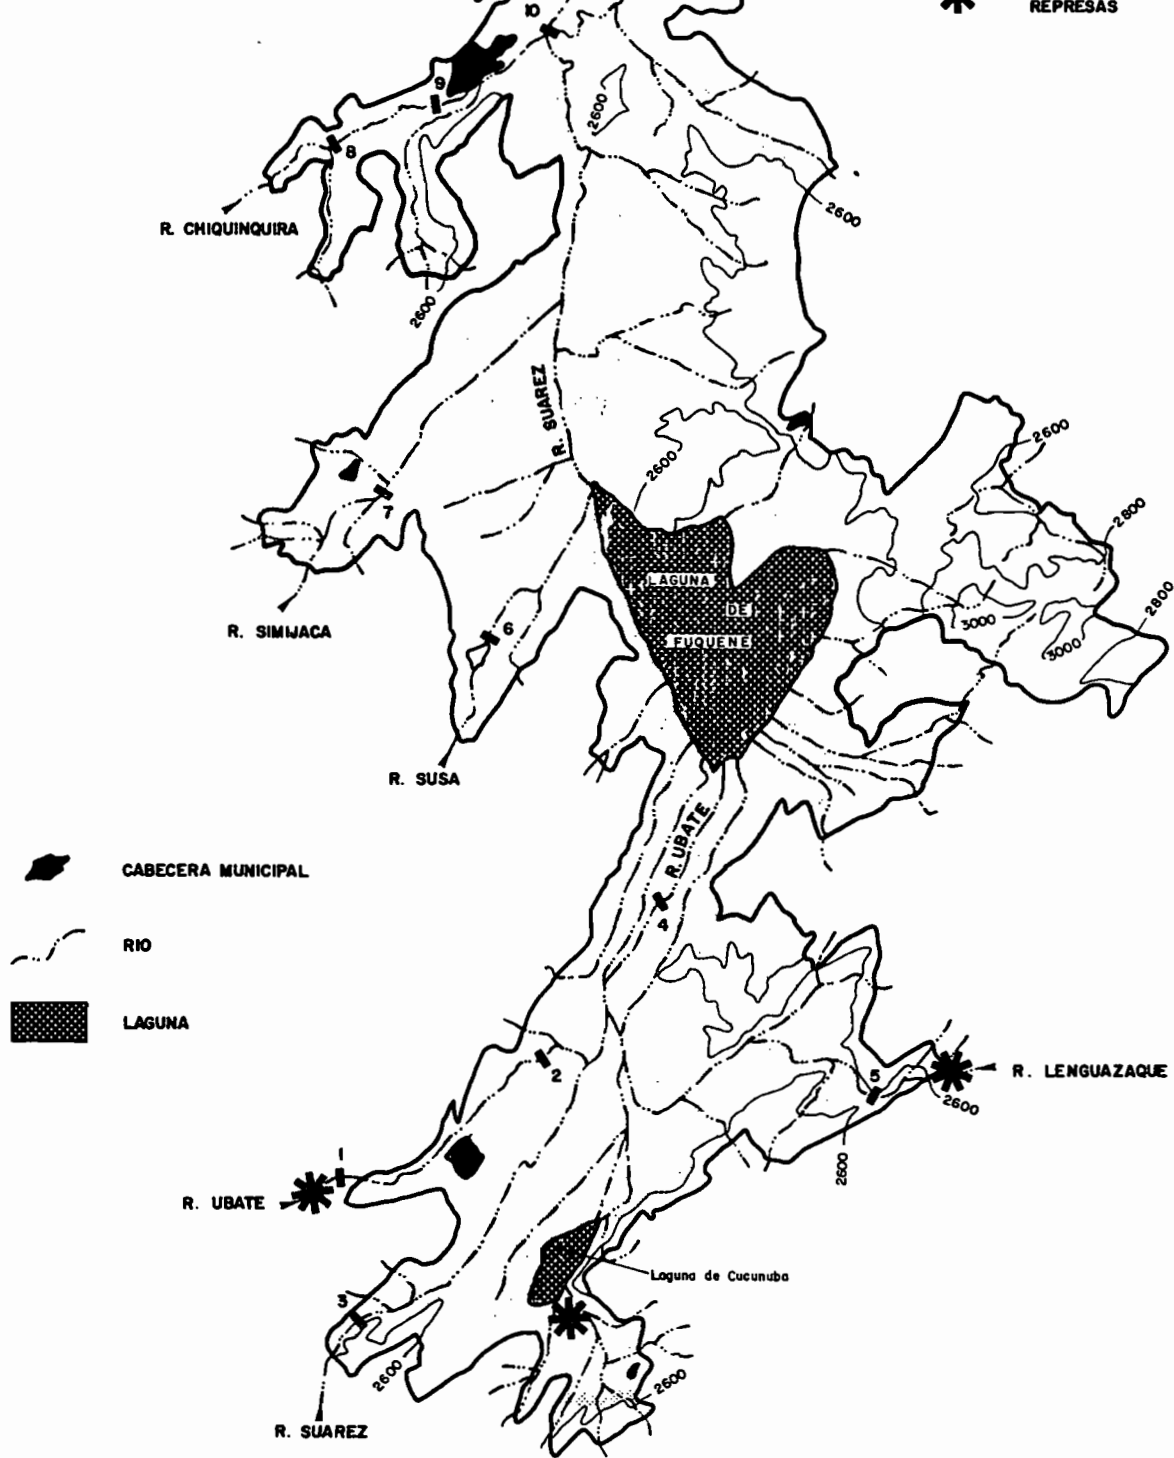 10
REPRESAS
9
2600
8
2600
R. CHIQUINQUIRA
2600
R. SUAREZ
2600
2600
7
2800
LAGUNA
DE
2800
R. SIMIJACA
6
3000
FUQUENE
3000
R. SUSA
R. UBATE
CABECERA MUNICIPAL
4
RIO
LAGUNA
2
5
R. LENGUAZAQUE
2600
1
2600
R. UBATE
Laguna de Cucunuba
3
2600
2600
R. SUAREZ